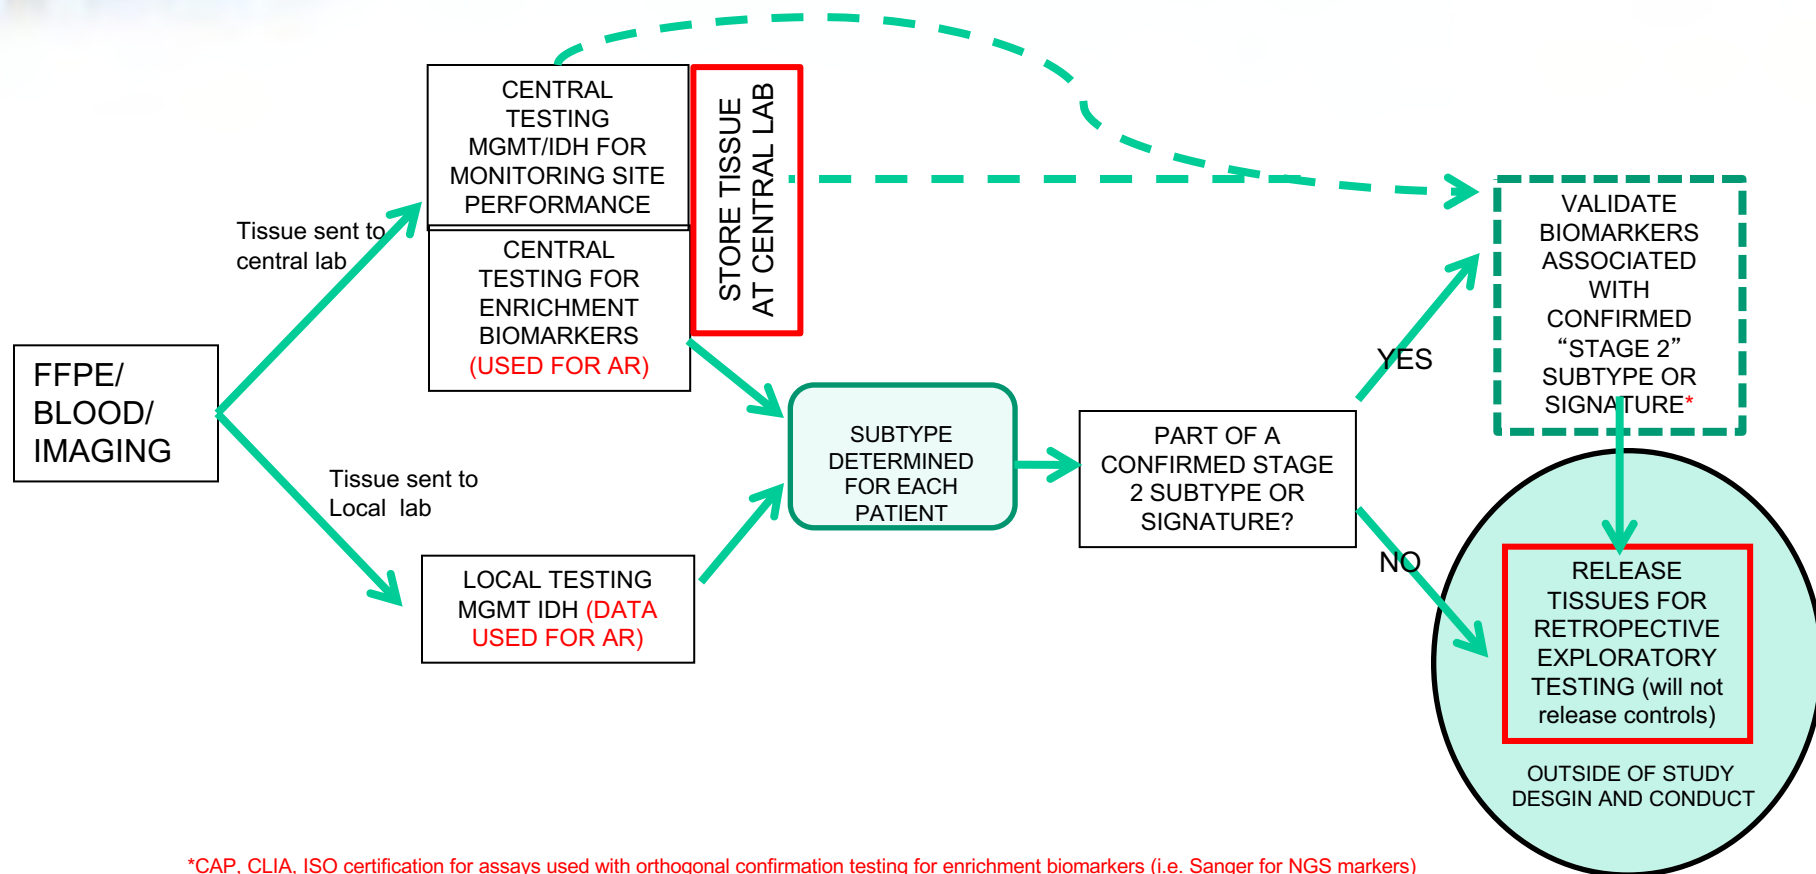 CENTRAL
TESTING
MGMT/IDH FOR
MONITORING SITE
PERFORMANCE
STORE TISSUE
AT CENTRAL LAB
Tissue sent to
central lab
CENTRAL
TESTING FOR
ENRICHMENT
BIOMARKERS
(USED FOR AR)
FFPE/
BLOOD/
IMAGING
Tissue sent to
Local lab
LOCAL TESTING
MGMT IDH (DATA
USED FOR AR)
SUBTYPE
DETERMINED
FOR EACH
PATIENT
PART OF A
CONFIRMED STAGE
2 SUBTYPE OR
SIGNATURE?
YES
NO
VALIDATE
BIOMARKERS
ASSOCIATED
WITH
CONFIRMED
“STAGE 2”
SUBTYPE OR
SIGNATURE*
RELEASE
TISSUES FOR
RETROPECTIVE
EXPLORATORY
TESTING (will not
release controls)
OUTSIDE OF STUDY
DESGIN AND CONDUCT
*CAP, CLIA, ISO certification for assays used with orthogonal confirmation testing for enrichment biomarkers (i.e. Sanger for NGS markers)